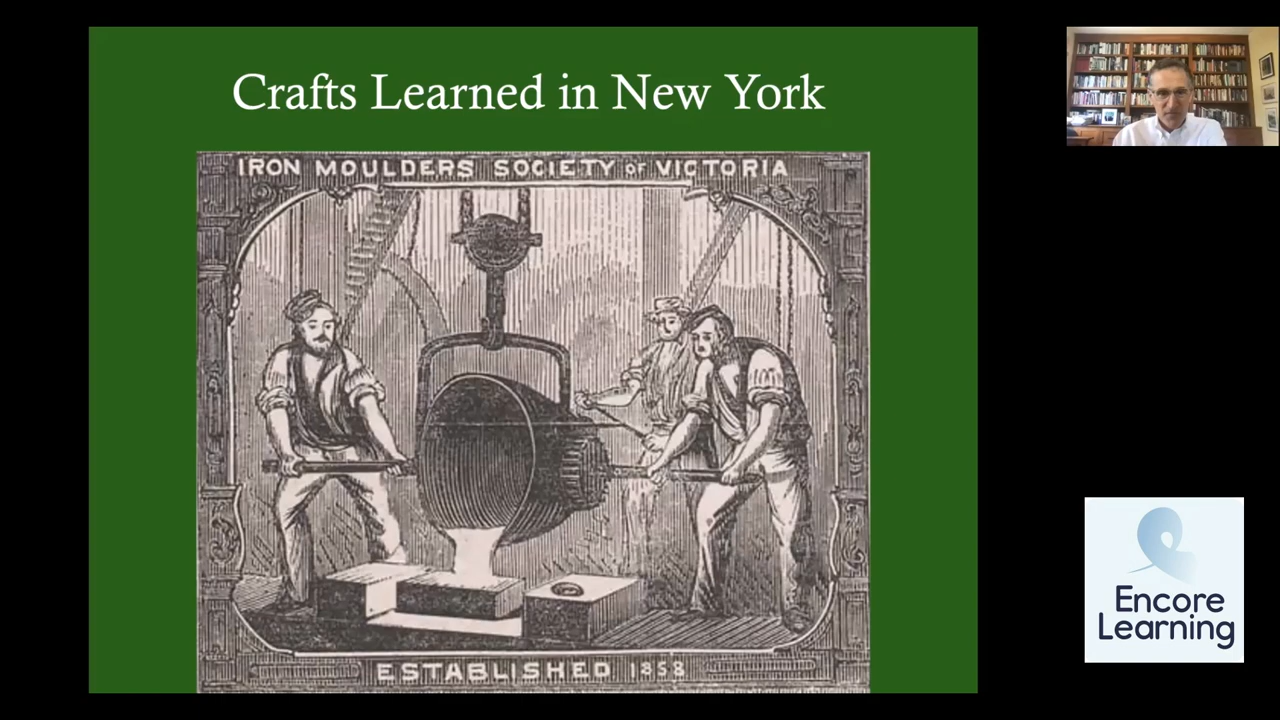 Crafts Learned in New York
IRON MOULDERS SOCIETY OF VICTORIA
ESTABLISHED 1858
Encore
Learning